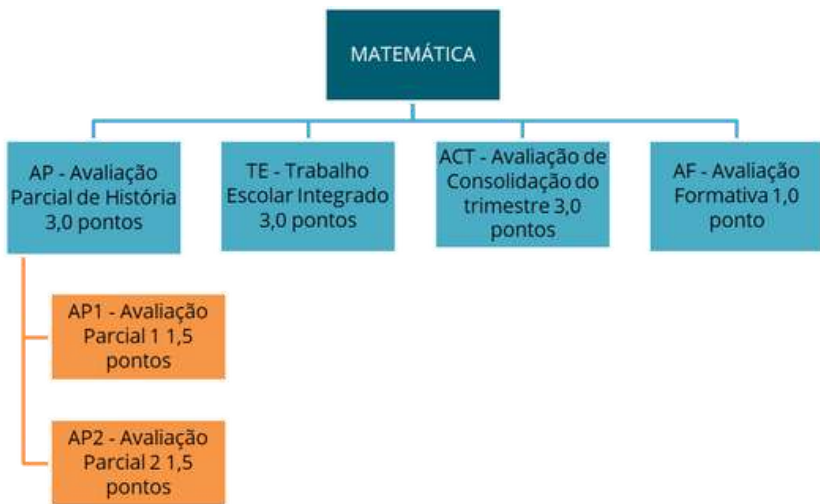 MATEMÁTICA
AP - Avaliação
Parcial de História
3,0 pontos
TE - Trabalho
Escolar Integrado
3,0 pontos
ACT - Avaliação de
Consolidação do
trimestre 3,0
pontos
AF - Avaliação
Formativa 1,0
ponto
AP1 - Avaliação
Parcial 1 1,5
pontos
AP2 - Avaliação
Parcial 2 1,5
pontos